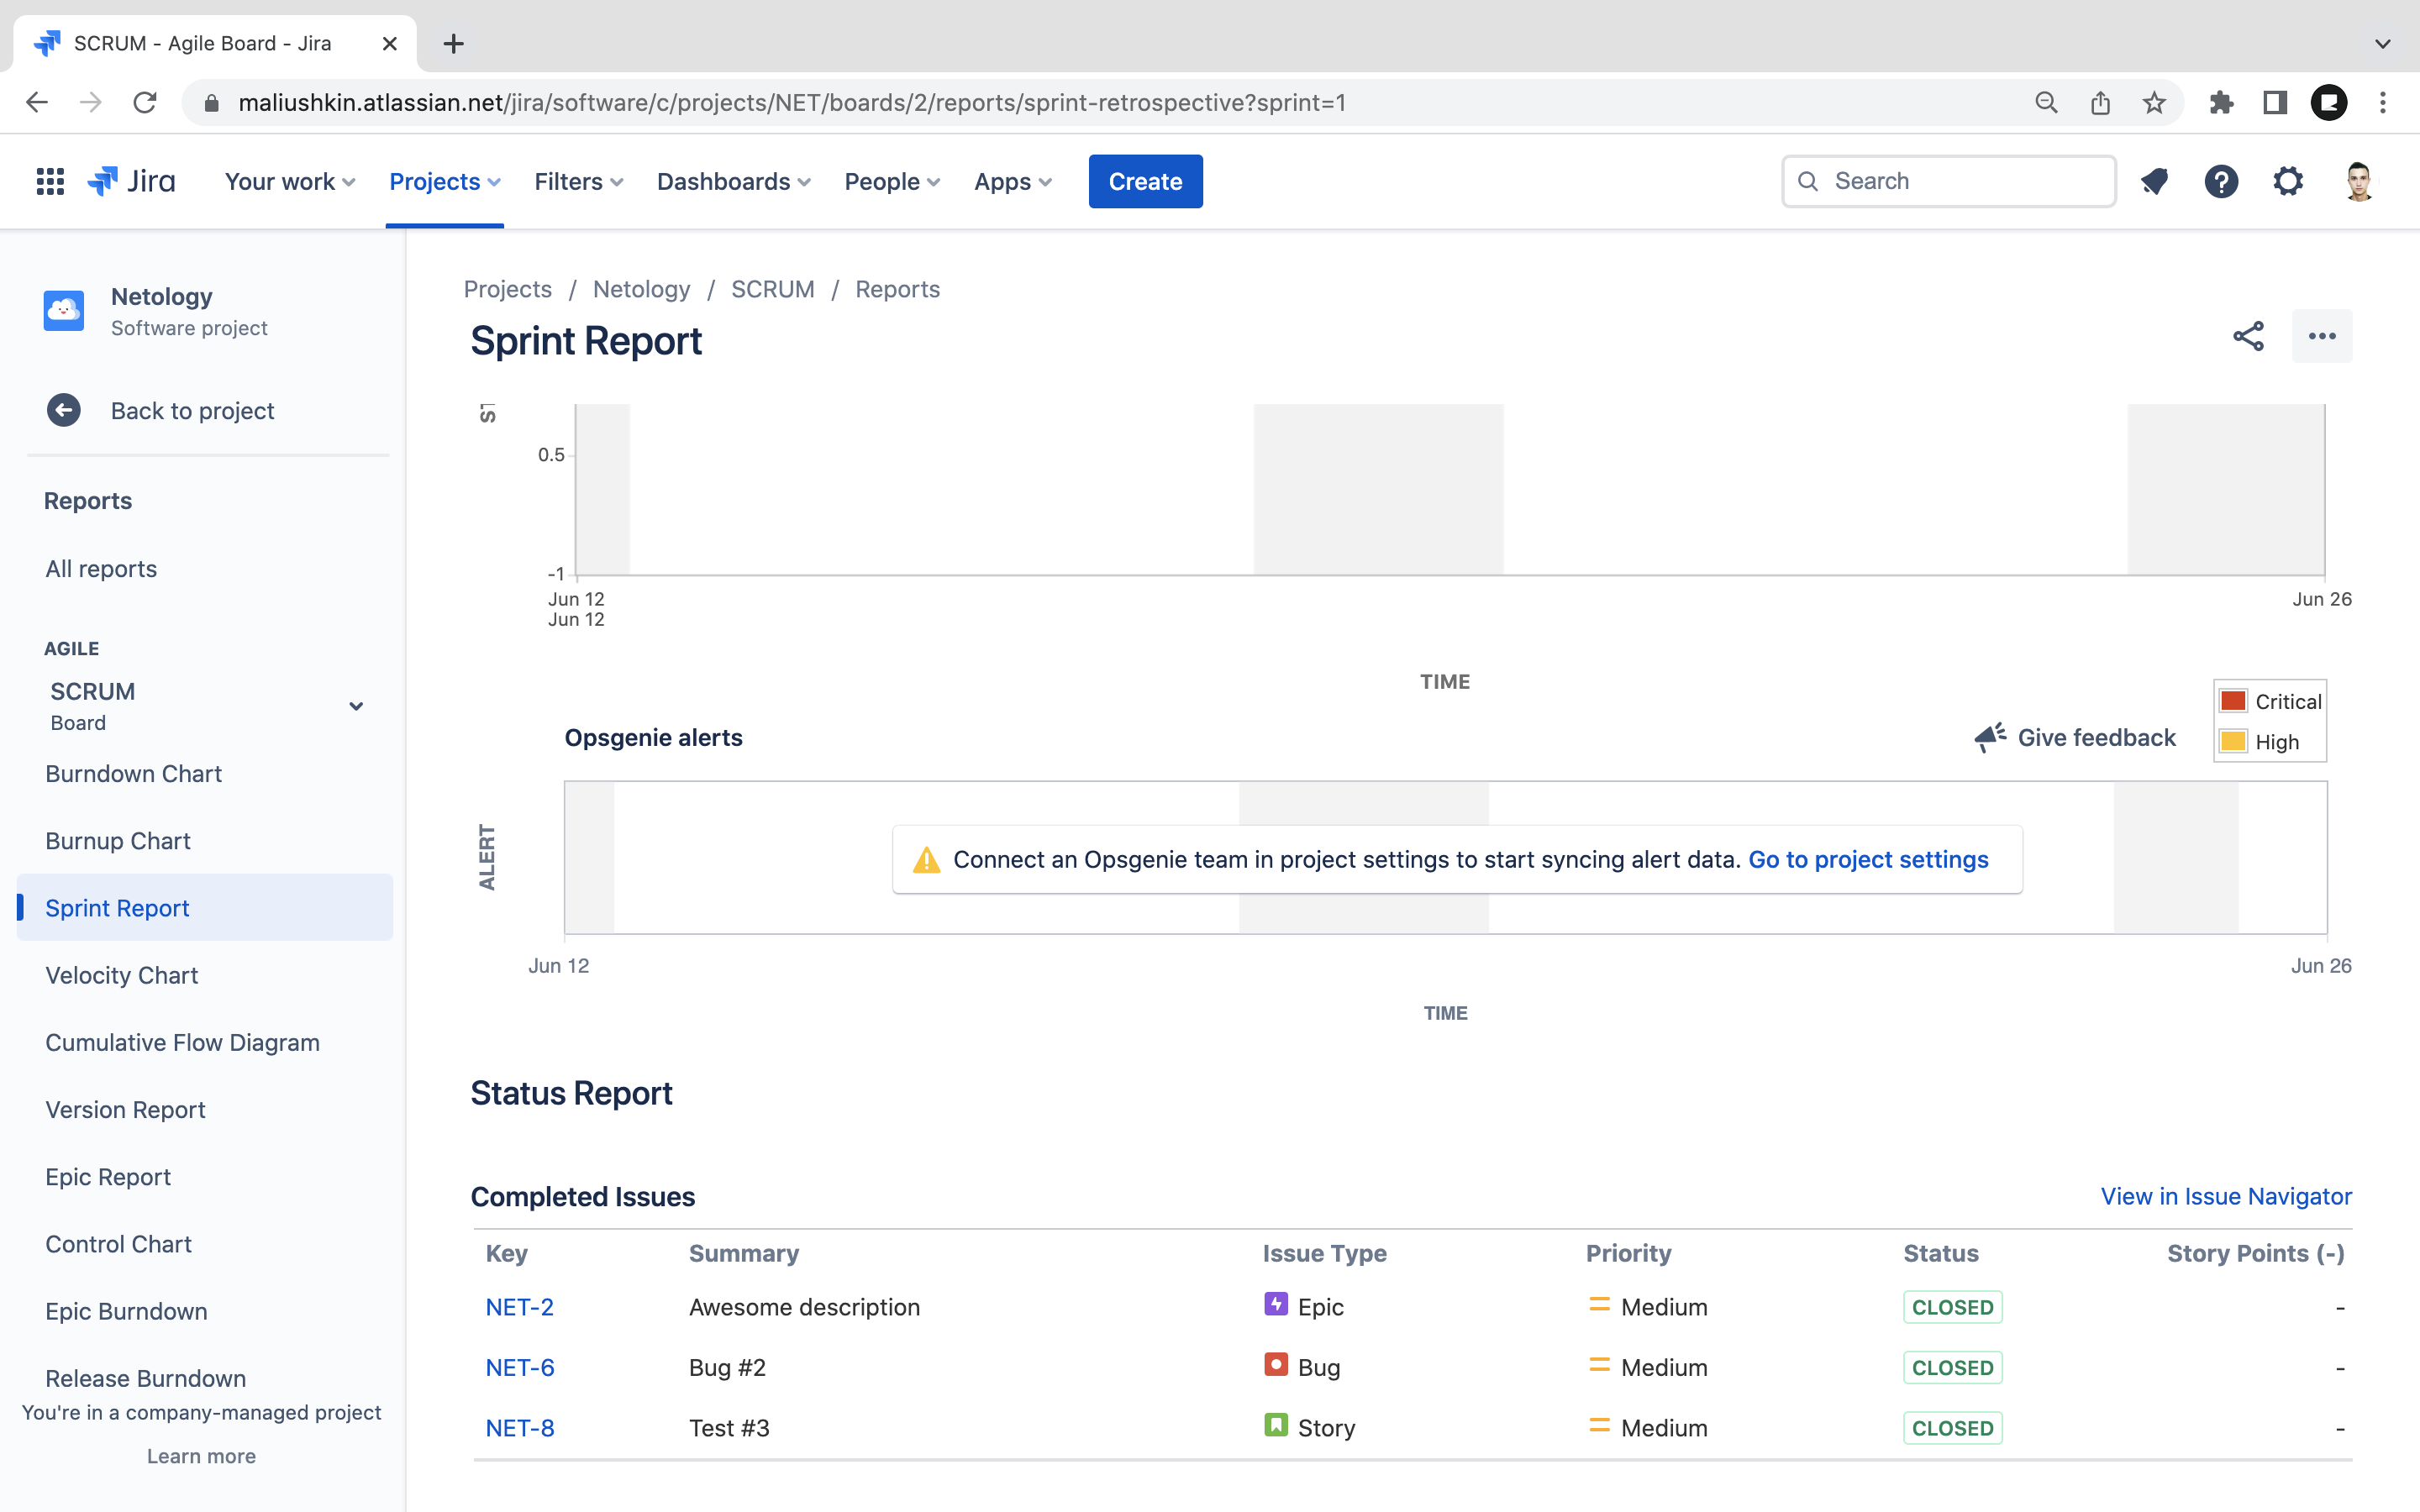 SCRUM - Agile Board - Jira
maliushkin.atlassian.net/jira/software/c/projects/NET/boards/2/reports/sprint-retrospective?sprint=1
Jira
Your work
Projects
Filters
Dashboards
People
Apps
Create
Search
Netology
Software project
Back to project
Reports
All reports
AGILE
SCRUM
Board
Burndown Chart
Burnup Chart
Sprint Report
Velocity Chart
Cumulative Flow Diagram
Version Report
Epic Report
Control Chart
Epic Burndown
Release Burndown
You're in a company-managed project
Learn more
Projects / Netology / SCRUM / Reports
Sprint Report
0.5
-1
Jun 12
Jun 12
Jun 26
TIME
Critical
High
Opsgenie alerts
Give feedback
ALERT
Connect an Opsgenie team in project settings to start syncing alert data. Go to project settings
Jun 12
Jun 26
TIME
Status Report
Completed Issues
View in Issue Navigator
Key Summary Issue Type Priority Status Story Points (-)
NET-2 Awesome description Epic Medium CLOSED -
NET-6 Bug #2 Bug Medium CLOSED -
NET-8 Test #3 Story Medium CLOSED -